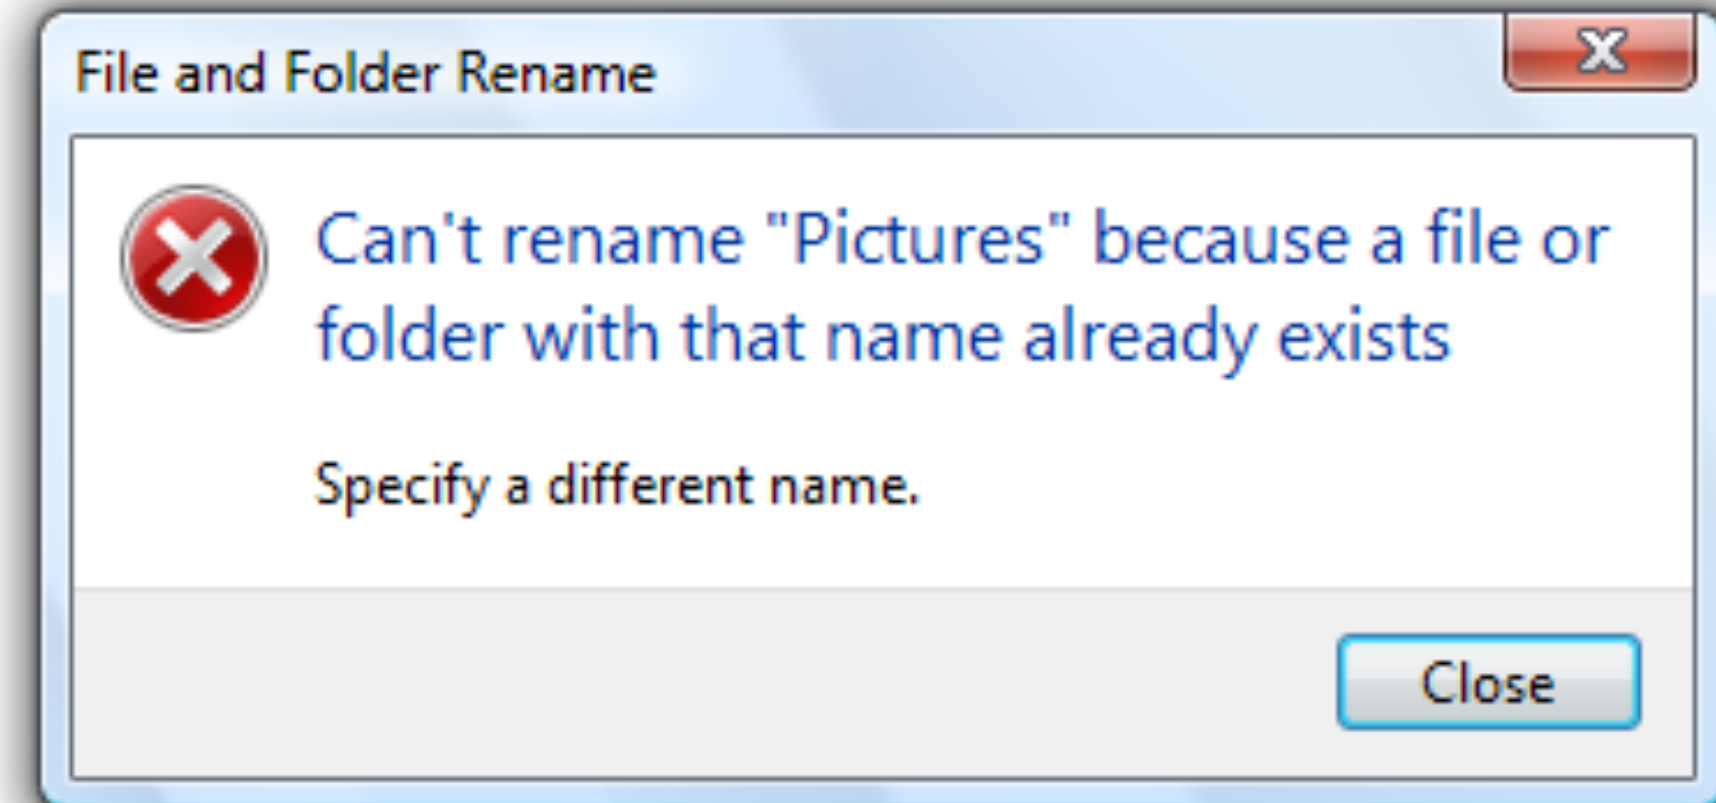 File and Folder Rename
Can't rename "Pictures" because a file or
folder with that name already exists
Specify a different name.
Close